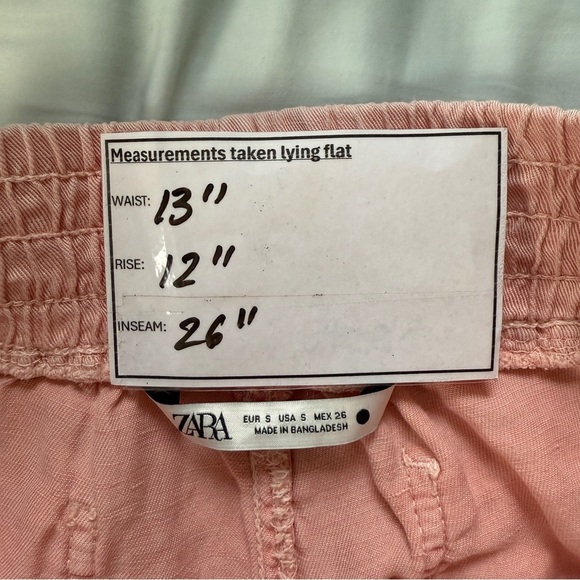 Measurements taken lying flat
WAIST: 13"
RISE: 12"
INSEAM: 26"
ZARA
EUR S USA S MEX 26
MADE IN BANGLADESH